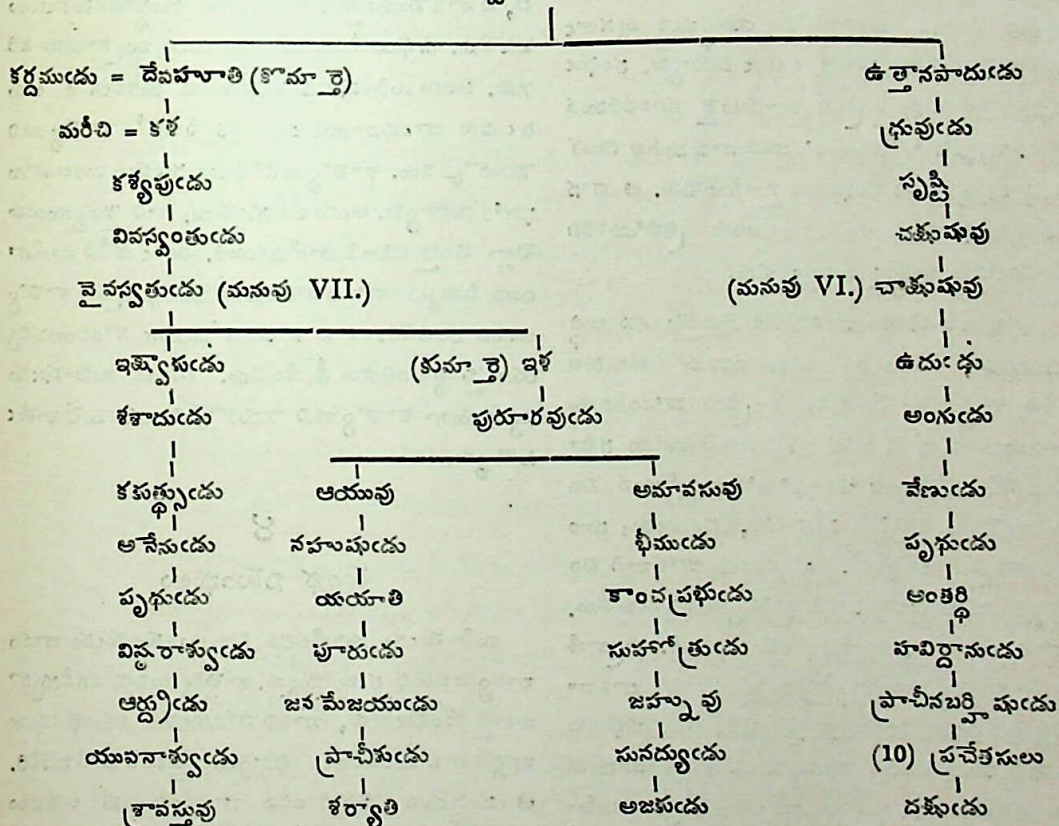 కర్దముఁడు = దేవహూతి (కొమార్తె) ఉత్తానపాదుఁడు
మరీచి = కళ ధ్రువుఁడు
కశ్యపుఁడు సృష్టి
వివస్వంతుఁడు చక్షుషువు
వైవస్వతుఁడు (మనువు VII.) (మనువు VI.) చాక్షుషువు
ఇక్ష్వాకుఁడు (కుమార్తె) ఇళ ఉరుఁడు
శశాదుఁడు పురూరవుఁడు అంగుఁడు
కకుత్థ్సుఁడు ఆయువు అమావసువు వేణుఁడు
అనేనుఁడు నహుషుఁడు భీముఁడు పృథుఁడు
పృథుఁడు యయాతి కాంచప్రభుఁడు అంతర్ధి
విష్టరాశ్వుఁడు పూరుఁడు సుహోత్రుఁడు హవిర్ధానుఁడు
ఆర్ద్రుఁడు జనమేజయుఁడు జహ్నువు ప్రాచీనబర్హిషుఁడు
యువనాశ్వుఁడు ప్రాచీశుఁడు సునద్యుఁడు (10) ప్రచేతసులు
శ్రావస్తువు శర్యాతి అజకుఁడు దక్షుఁడు